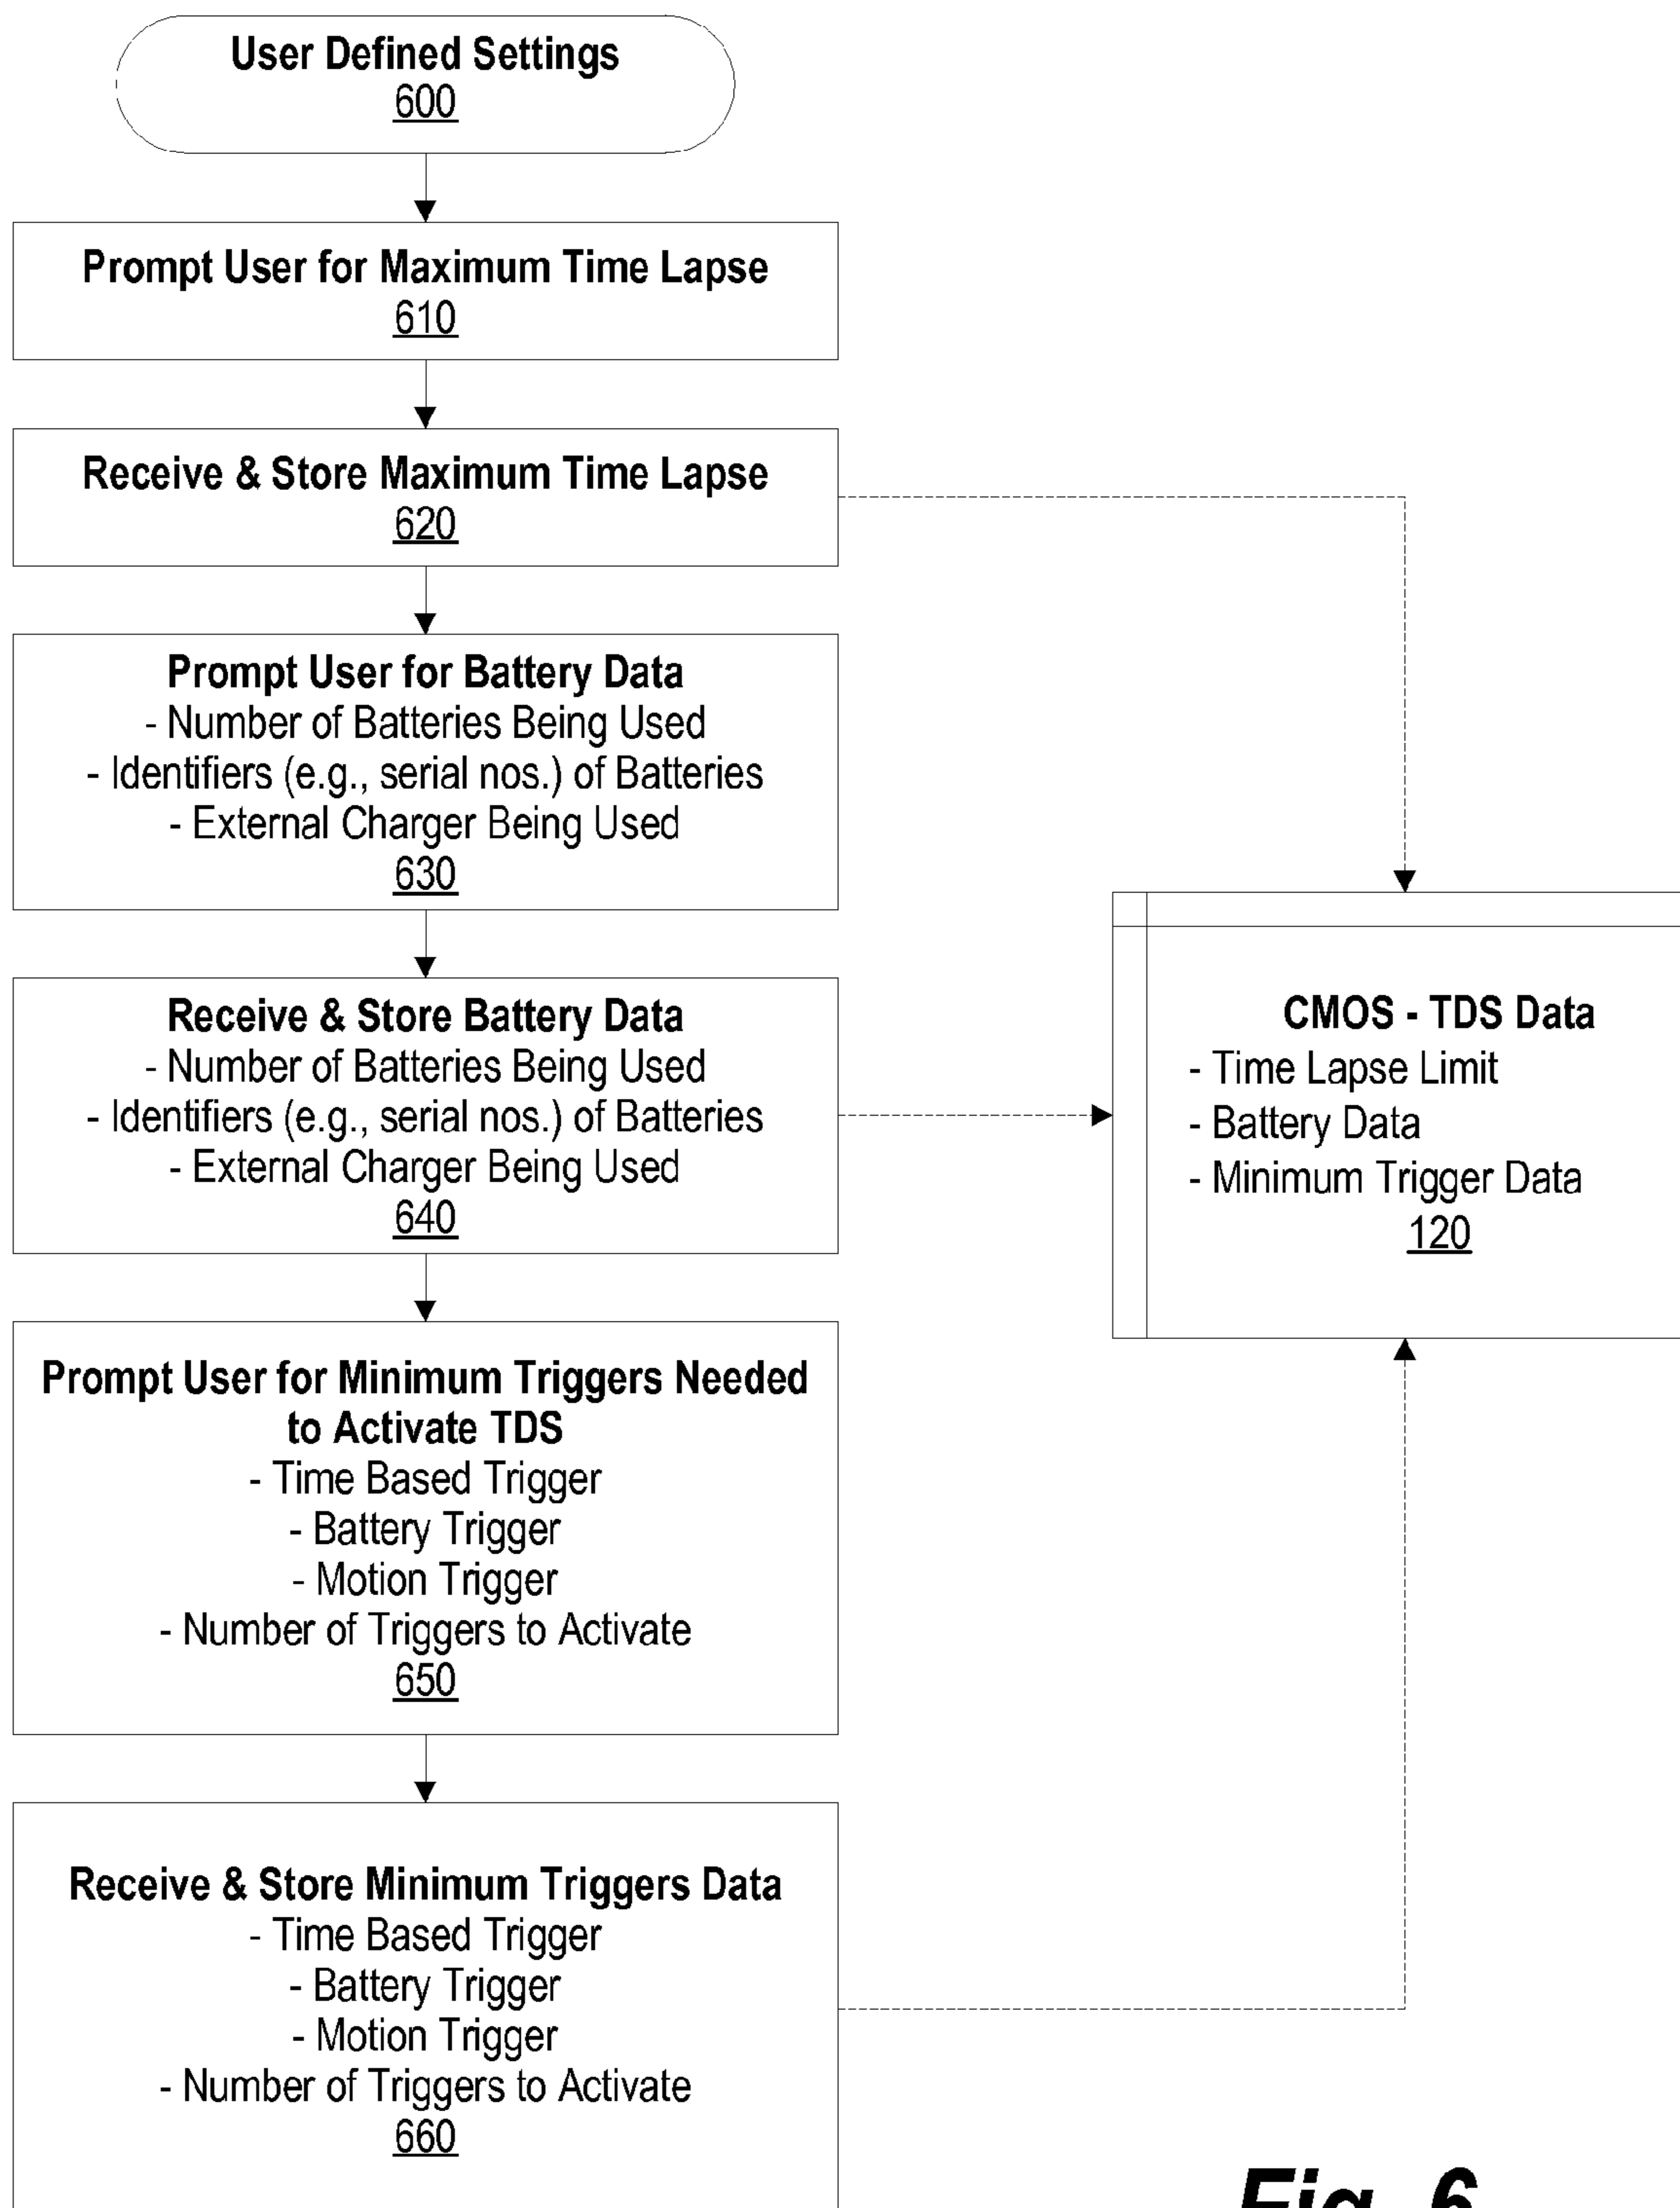 User Defined Settings
600
Prompt User for Maximum Time Lapse
610
Receive & Store Maximum Time Lapse
620
Prompt User for Battery Data
- Number of Batteries Being Used
- Identifiers (e.g., serial nos.) of Batteries
- External Charger Being Used
630
Receive & Store Battery Data
- Number of Batteries Being Used
- Identifiers (e.g., serial nos.) of Batteries
- External Charger Being Used
640
CMOS - TDS Data
- Time Lapse Limit
- Battery Data
- Minimum Trigger Data
120
Prompt User for Minimum Triggers Needed
to Activate TDS
- Time Based Trigger
- Battery Trigger
- Motion Trigger
- Number of Triggers to Activate
650
Receive & Store Minimum Triggers Data
- Time Based Trigger
- Battery Trigger
- Motion Trigger
- Number of Triggers to Activate
660
Fig. 6